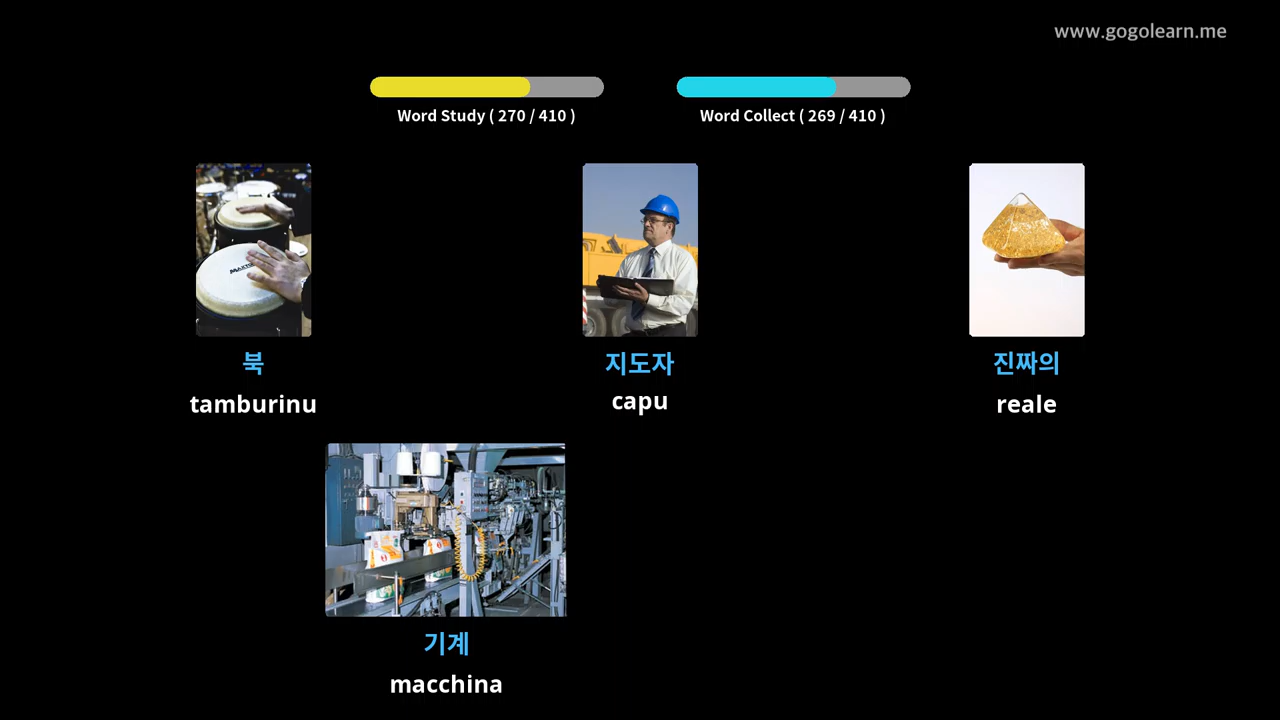 www.gogolearn.me
Word Study ( 270 / 410 )
Word Collect ( 269 / 410 )
북
tamburinu
지도자
capu
진짜의
reale
기계
macchina